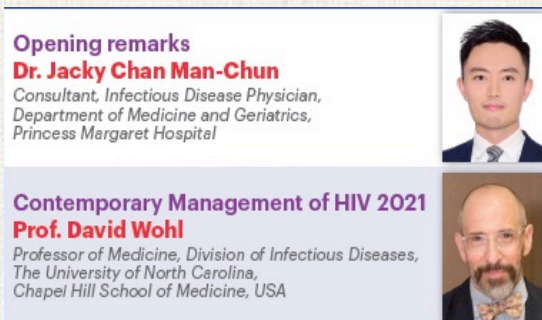 Opening remarks
Dr. Jacky Chan Man-Chun
Consultant, Infectious Disease Physician,
Department of Medicine and Geriatrics,
Princess Margaret Hospital
Contemporary Management of HIV 2021
Prof. David Wohl
Professor of Medicine, Division of Infectious Diseases,
The University of North Carolina,
Chapel Hill School of Medicine, USA